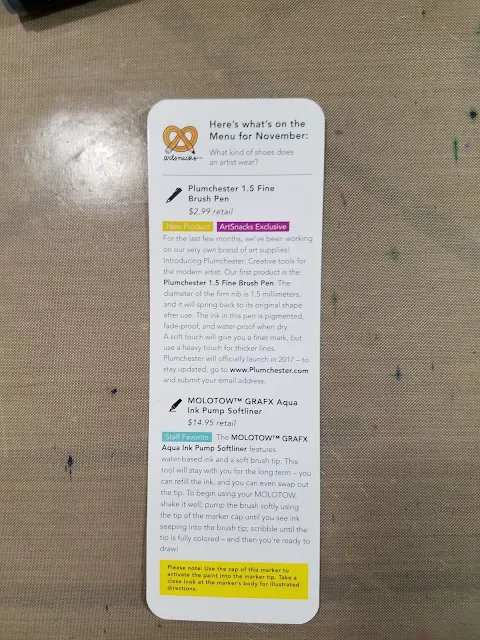 Here's what's on the
Menu for November:
What kind of shoes does
an artist wear?
artsnacks
Plumchester 1.5 Fine
Brush Pen
$2.99 retail
New Product ArtSnacks Exclusive
For the last few months, we've been working
on our very own brand of art supplies!
Introducing Plumchester: Creative tools for
the modern artist. Our first product is the
Plumchester 1.5 Fine Brush Pen. The
diameter of the firm nib is 1.5 millimeters,
and it will spring back to its original shape
after use. The ink in this pen is pigmented,
fade-proof, and water-proof when dry.
A soft touch will give you a finer mark, but
use a heavy touch for thicker lines.
Plumchester will officially launch in 2017 – to
stay updated, go to www.Plumchester.com
and submit your email address.
MOLOTOW™ GRAFX Aqua
Ink Pump Softliner
$14.95 retail
Staff Favorite The MOLOTOW™ GRAFX
Aqua Ink Pump Softliner features
water-based ink and a soft brush tip. This
tool will stay with you for the long term – you
can refill the ink, and you can even swap out
the tip. To begin using your MOLOTOW,
shake it well; pump the brush softly using
the tip of the marker cap until you see ink
seeping into the brush tip; scribble until the
tip is fully colored – and then you're ready to
draw!
Please note: Use the cap of this marker to
activate the paint into the marker tip. Take a
close look at the marker's body for illustrated
directions.